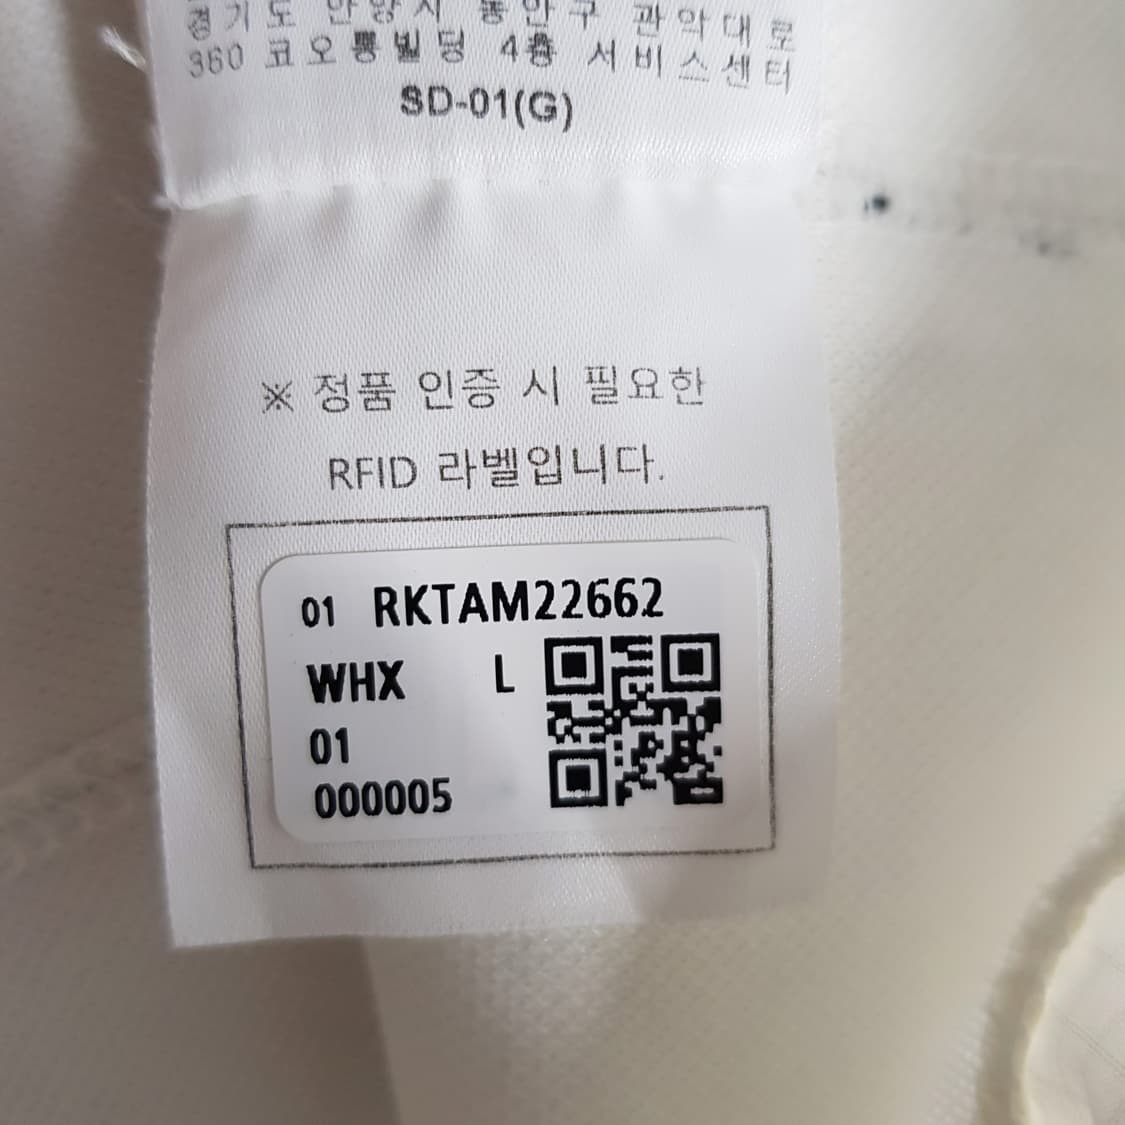 경기도 안양시 동안구 관악대로
360 코오롱빌딩 4층 서비스센터
SD-01(G)
※ 정품 인증 시 필요한
RFID 라벨입니다.
01 RKTAM22662
WHX L
01
000005